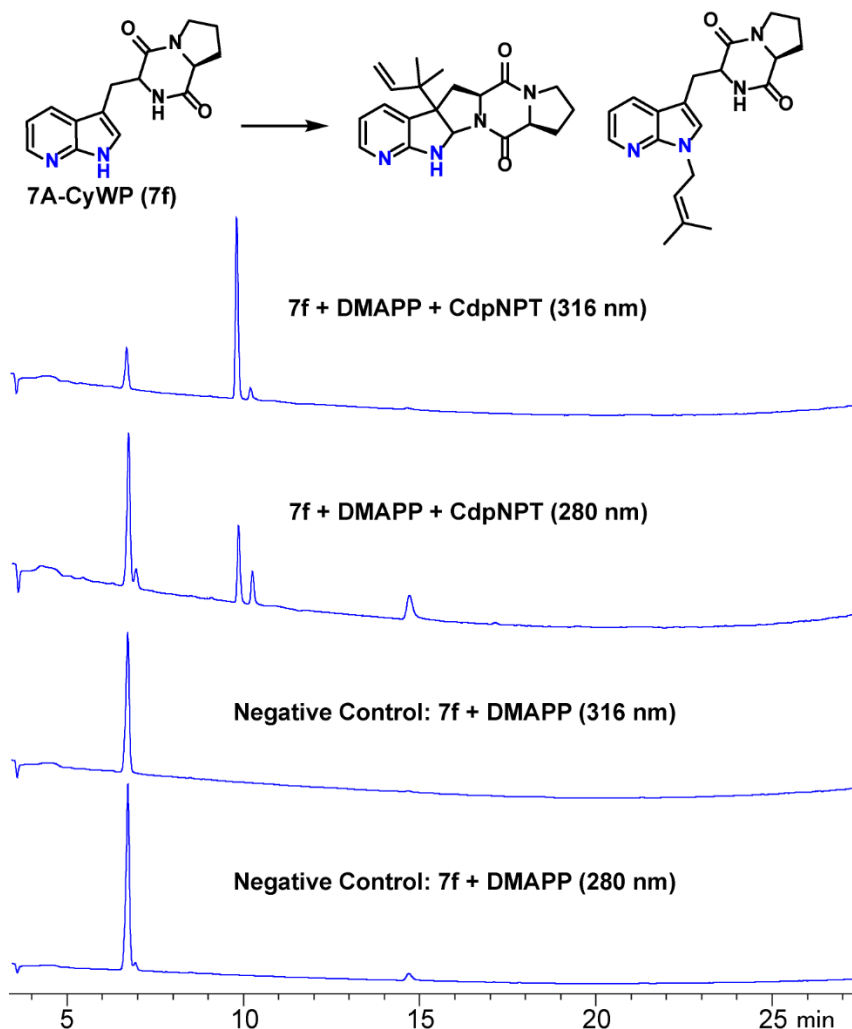 O
N
O
N
H
N
N
H
7A-CyWP (7f)
O
N
N
O
N
N
H
O
N
N
H
O
N
N
7f + DMAPP + CdpNPT (316 nm)
7f + DMAPP + CdpNPT (280 nm)
Negative Control: 7f + DMAPP (316 nm)
Negative Control: 7f + DMAPP (280 nm)
5 10 15 20 25 min